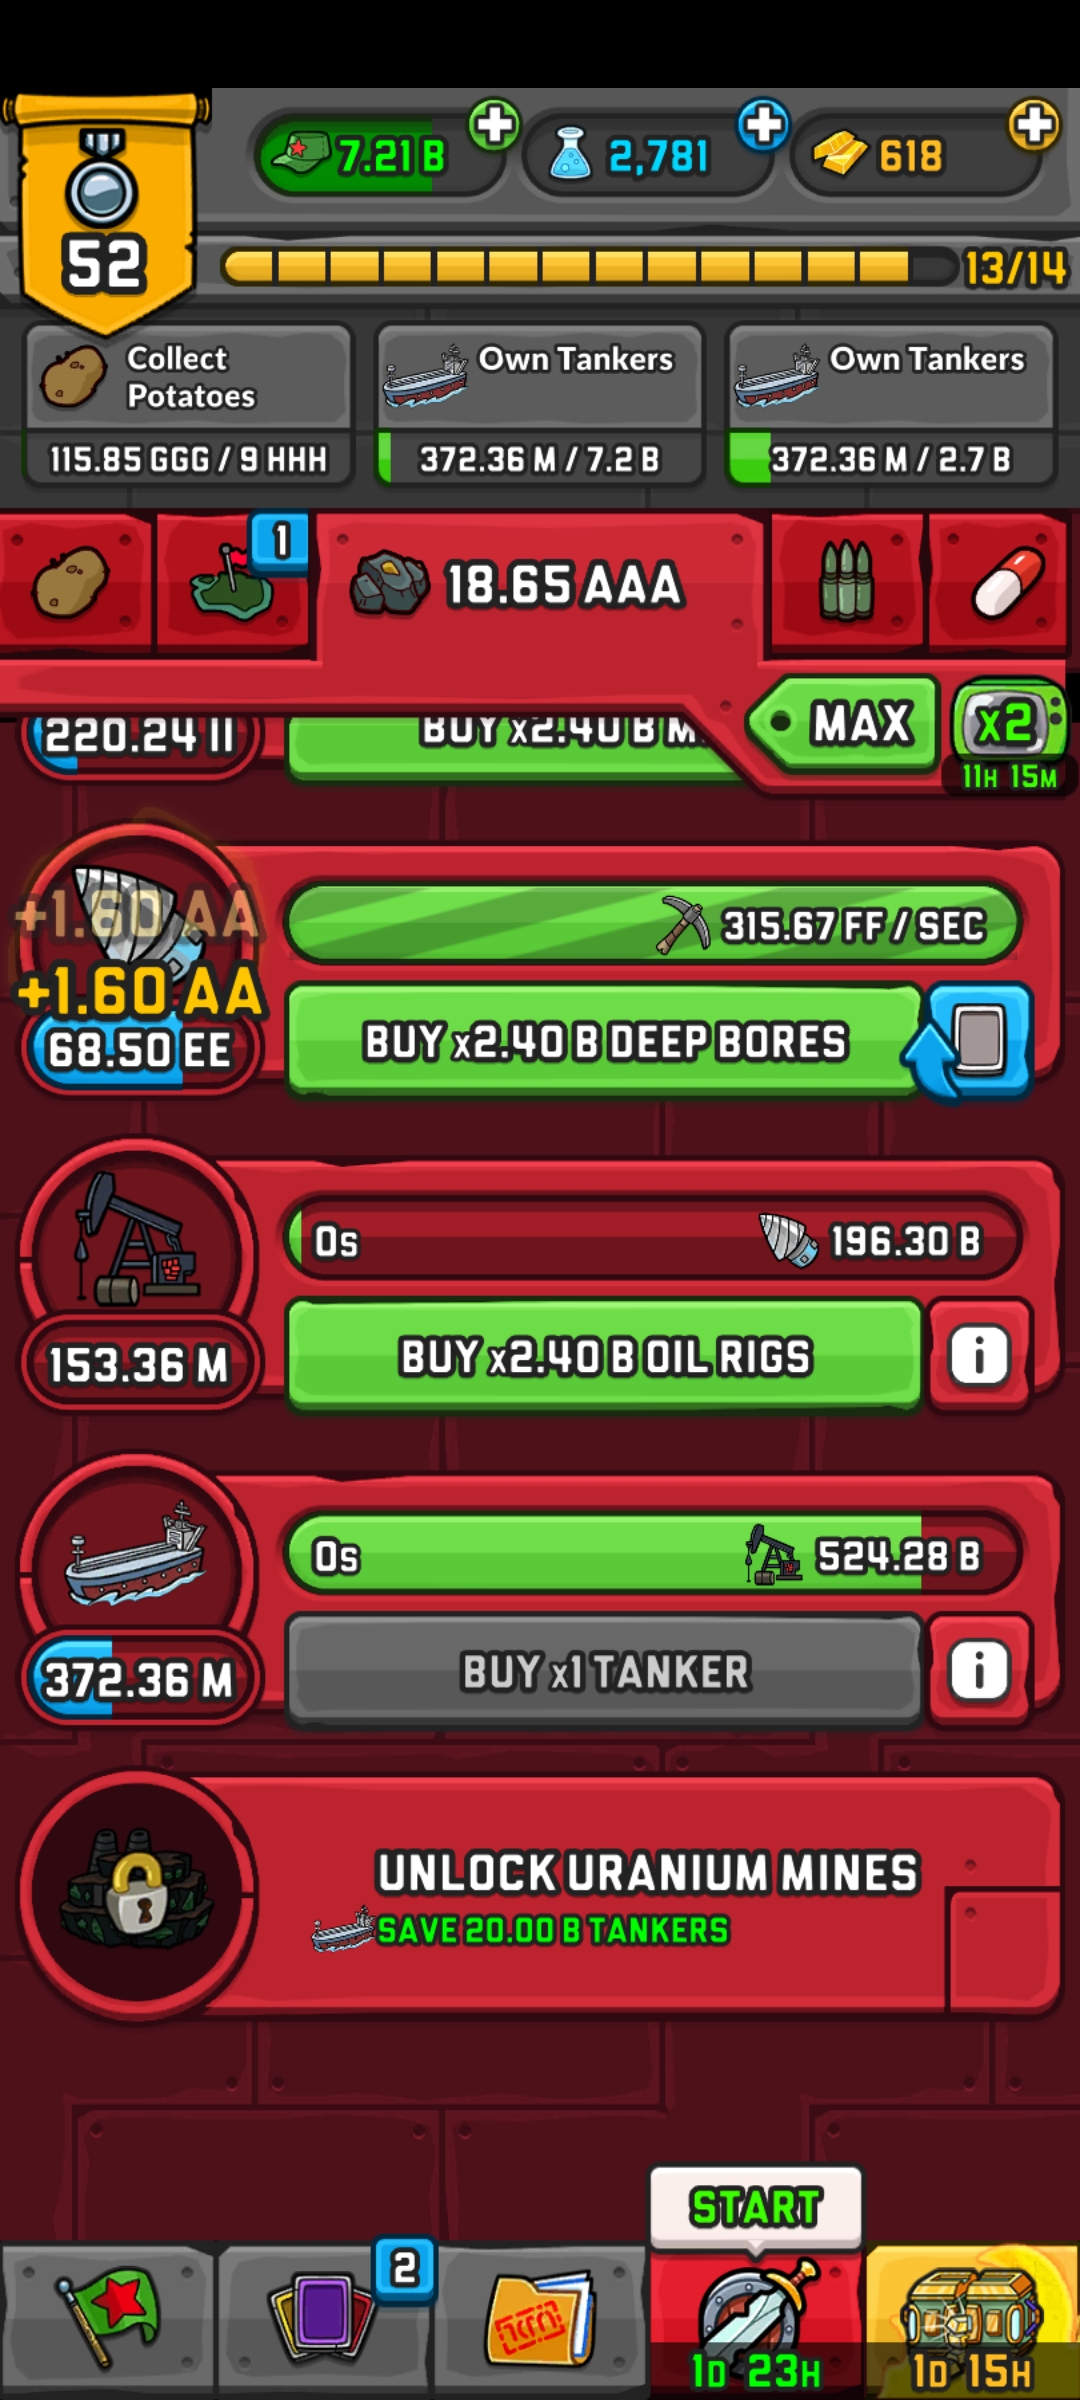 7.21 B
2,781
618
52
13/14
Collect
Potatoes
115.85 GGG / 9 HHH
Own Tankers
372.36 M / 7.2 B
Own Tankers
372.36 M / 2.7 B
1
18.65 AAA
MAX
x2
11H 15M
220.24 II
BUY x2.40 B M
+1.60 AA
+1.60 AA
68.50 EE
315.67 FF / SEC
BUY x2.40 B DEEP BORES
0s
196.30 B
153.36 M
BUY x2.40 B OIL RIGS
i
0s
524.28 B
372.36 M
BUY x1 TANKER
i
UNLOCK URANIUM MINES
SAVE 20.00 B TANKERS
START
2
1D 23H
1D 15H